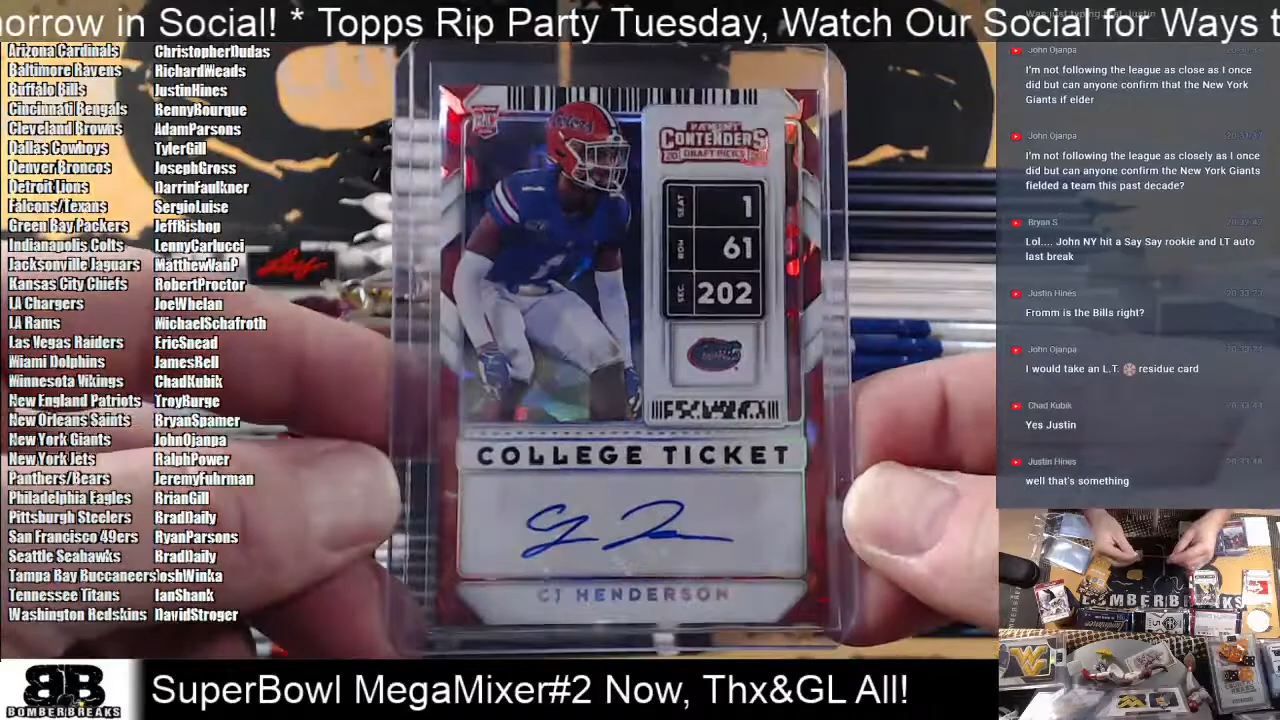 orrow in Social! * Topps Rip Party Tuesday, Watch Our Social for Ways t
Arizona Cardinals ChristopherDudas
Baltimore Ravens RichardMeads
Buffalo Bills JustinHines
Cincinnati Bengals BennyBourque
Cleveland Browns AdamParsons
Dallas Cowboys TylerGill
Denver Broncos JosephGross
Detroit Lions DarrinFaulkner
Falcons/Texans SergioLuise
Green Bay Packers JeffBishop
Indianapolis Colts LennyCarlucci
Jacksonville Jaguars MatthewVanP
Kansas City Chiefs RobertProctor
LA Chargers JoeWhelan
LA Rams MichaelSchafroth
Las Vegas Raiders EricSnead
Miami Dolphins JamesBell
Minnesota Vikings ChadKubik
New England Patriots TroyBurge
New Orleans Saints BryanSpamer
New York Giants JohnOjanpa
New York Jets RalphPower
Panthers/Bears JeremyFuhrman
Philadelphia Eagles BrianGill
Pittsburgh Steelers BradDaily
San Francisco 49ers RyanParsons
Seattle Seahawks BradDaily
Tampa Bay Buccaneers JoshWinka
Tennessee Titans IanShank
Washington Redskins DavidStroger
Leaf
PANINI
CONTENDERS
DRAFT PICKS
SEAT 1
ROW 61
SEC. 202
Gators
COLLEGE TICKET
CJ HENDERSON
John Ojanpa
I'm not following the league as close as I once
did but can anyone confirm that the New York
Giants if elder
John Ojanpa
I'm not following the league as closely as I once
did but can anyone confirm the New York Giants
fielded a team this past decade?
Bryan S
Lol.... John NY hit a Say Say rookie and LT auto
last break
Justin Hines
Fromm is the Bills right?
John Ojanpa
I would take an L.T. residue card
Chad Kubik
Yes Justin
Justin Hines
well that's something
BOMBERBREAKS
BB
BOMBERBREAKS
SuperBowl MegaMixer#2 Now, Thx&GL All!